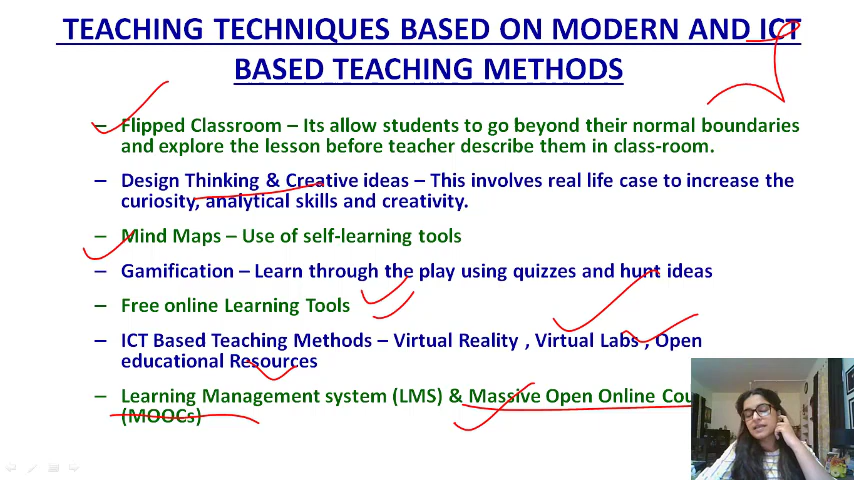 TEACHING TECHNIQUES BASED ON MODERN AND ICT
BASED TEACHING METHODS
– Flipped Classroom – Its allow students to go beyond their normal boundaries
and explore the lesson before teacher describe them in class-room.
– Design Thinking & Creative ideas – This involves real life case to increase the
curiosity, analytical skills and creativity.
– Mind Maps – Use of self-learning tools
– Gamification – Learn through the play using quizzes and hunt ideas
– Free online Learning Tools
– ICT Based Teaching Methods – Virtual Reality , Virtual Labs , Open
educational Resources
– Learning Management system (LMS) & Massive Open Online
(MOOCs)